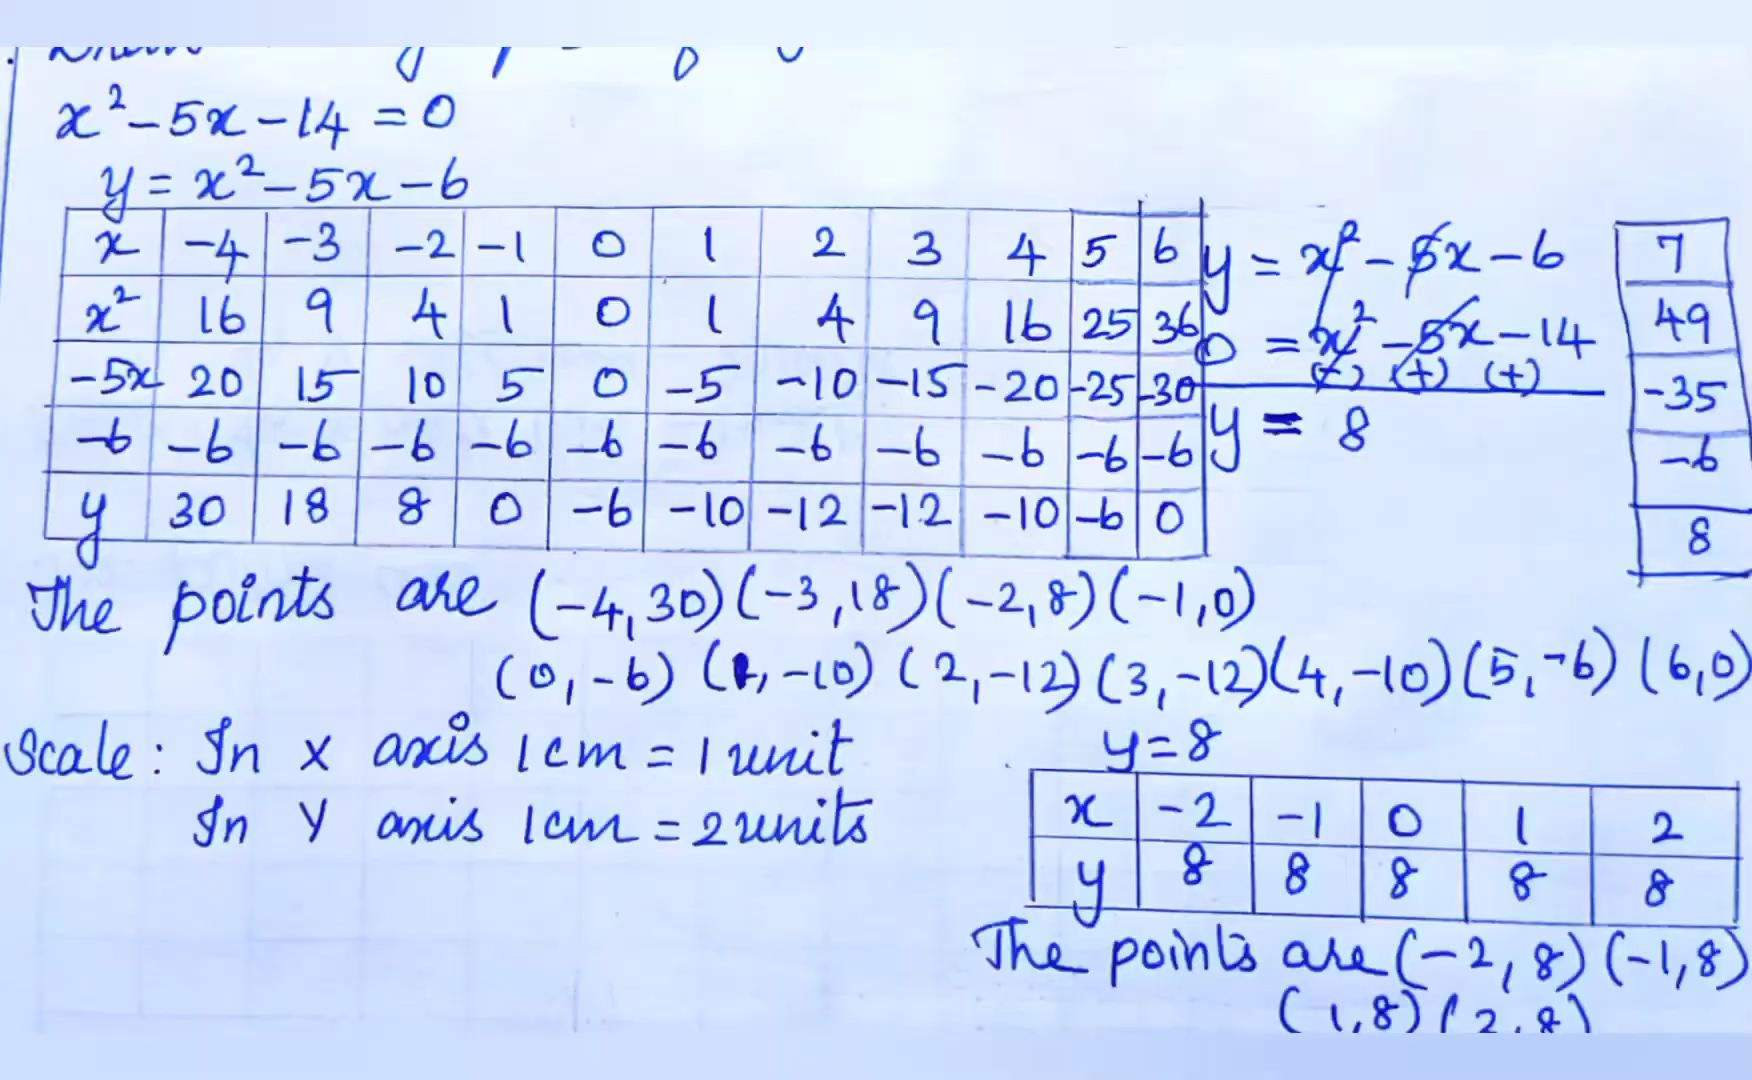 x² - 5x - 14 = 0
y = x² - 5x - 6
x -4 -3 -2 -1 0 1 2 3 4 5 6
x² 16 9 4 1 0 1 4 9 16 25 36
-5x 20 15 10 5 0 -5 -10 -15 -20 -25 -30
-6 -6 -6 -6 -6 -6 -6 -6 -6 -6 -6 -6
y 30 18 8 0 -6 -10 -12 -12 -10 -6 0
y = x² - 5x - 6
0 = x² - 5x - 14
(-) (+) (+)
y = 8
7
49
-35
-6
8
The points are (-4,30) (-3,18) (-2,8) (-1,0)
(0,-6) (1,-10) (2,-12) (3,-12) (4,-10) (5,-6) (6,0)
Scale: In X axis 1cm = 1 unit
In Y axis 1cm = 2 units
y=8
x -2 -1 0 1 2
y 8 8 8 8 8
The points are (-2,8) (-1,8)
(1,8) (2,8)